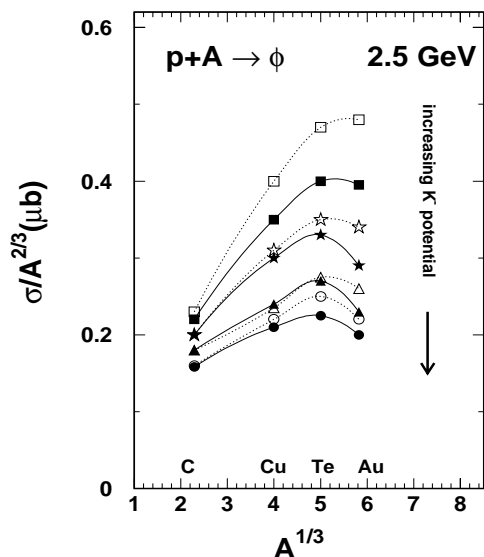 0.6
p+A → ϕ 2.5 GeV
increasing K⁻ potential
0.4
σ/A^{2/3}(μb)
0.2
C Cu Te Au
0
1 2 3 4 5 6 7 8
A^{1/3}